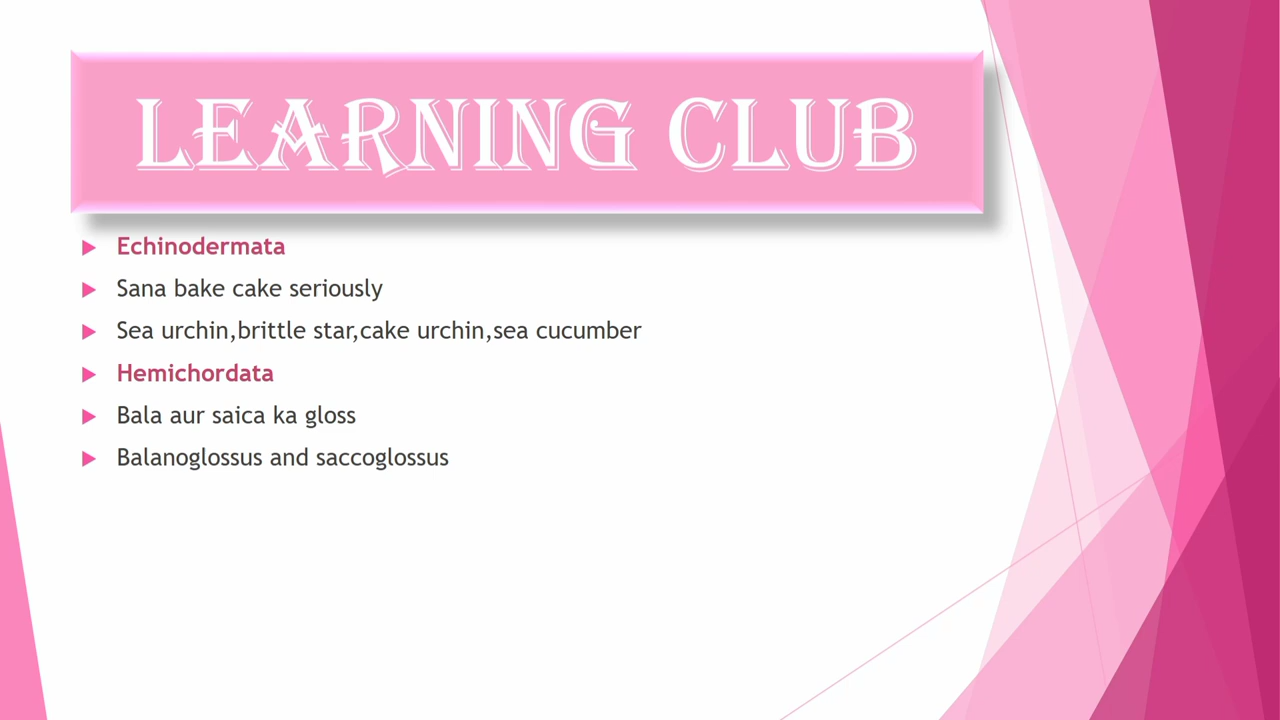 LEARNING CLUB
Echinodermata
Sana bake cake seriously
Sea urchin,brittle star,cake urchin,sea cucumber
Hemichordata
Bala aur saica ka gloss
Balanoglossus and saccoglossus